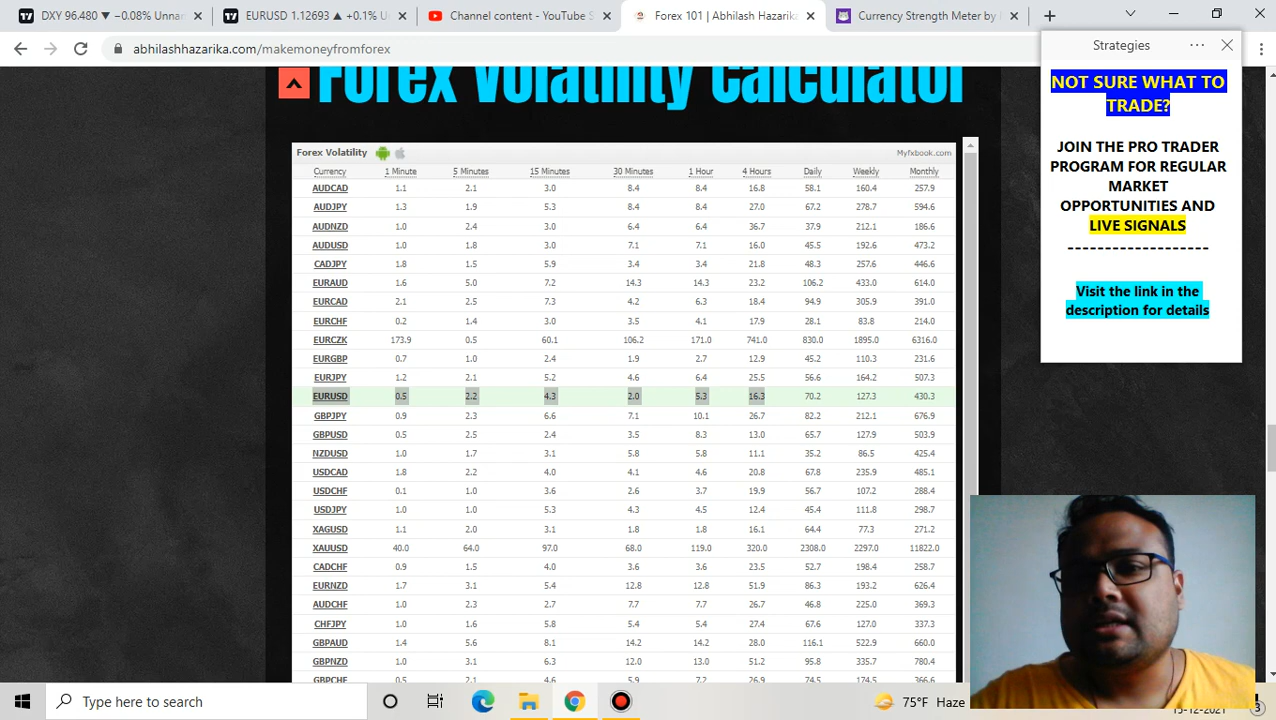 DXY 96.480 ▼ −0.03% Unnar
EURUSD 1.12693 ▲ +0.1% U
Channel content - YouTube S
Forex 101 | Abhilash Hazarika
Currency Strength Meter by
abhilashhazarika.com/makemoneyfromforex
Strategies
NOT SURE WHAT TO
TRADE?
JOIN THE PRO TRADER
PROGRAM FOR REGULAR
MARKET
OPPORTUNITIES AND
LIVE SIGNALS
--------------------
Visit the link in the
description for details
Forex Volatility Calculator
Forex Volatility Myfxbook.com
Currency 1 Minute 5 Minutes 15 Minutes 30 Minutes 1 Hour 4 Hours Daily Weekly Monthly
AUDCAD 1.1 2.1 3.0 8.4 8.4 16.8 58.1 160.4 257.9
AUDJPY 1.3 1.9 5.3 8.4 8.4 27.0 67.2 278.7 594.6
AUDNZD 1.0 2.4 3.0 6.4 6.4 36.7 37.9 212.1 186.6
AUDUSD 1.0 1.8 3.0 7.1 7.1 16.0 45.5 192.6 473.2
CADJPY 1.8 1.5 5.9 3.4 3.4 21.8 48.3 257.6 446.6
EURAUD 1.6 5.0 7.2 14.3 14.3 23.2 106.2 433.0 614.0
EURCAD 2.1 2.5 7.3 4.2 6.3 18.4 94.9 305.9 391.0
EURCHF 0.2 1.4 3.0 3.5 4.1 17.9 28.1 83.8 214.0
EURCZK 173.9 0.5 60.1 106.2 171.0 741.0 830.0 1895.0 6316.0
EURGBP 0.7 1.0 2.4 1.9 2.7 12.9 45.2 110.3 231.6
EURJPY 1.2 2.1 5.2 4.6 6.4 25.5 56.6 164.2 507.3
EURUSD 0.5 2.2 4.3 2.0 5.3 16.3 70.2 127.3 430.3
GBPJPY 0.9 2.3 6.6 7.1 10.1 26.7 82.2 212.1 676.9
GBPUSD 0.5 2.5 2.4 3.5 8.3 13.0 65.7 127.9 503.9
NZDUSD 1.0 1.7 3.1 5.8 5.8 11.1 35.2 86.5 425.4
USDCAD 1.8 2.2 4.0 4.1 4.6 20.8 67.8 235.9 485.1
USDCHF 0.1 1.0 3.6 2.6 3.7 19.9 56.7 107.2 288.4
USDJPY 1.0 1.0 5.3 4.3 4.5 12.4 45.4 111.8 298.7
XAGUSD 1.1 2.0 3.1 1.8 1.8 16.1 64.4 77.3 271.2
XAUUSD 40.0 64.0 97.0 68.0 119.0 320.0 2308.0 2297.0 11822.0
CADCHF 0.9 1.5 4.0 3.6 3.6 23.5 52.7 198.4 258.7
EURNZD 1.7 3.1 5.4 12.8 12.8 51.9 86.3 193.2 626.4
AUDCHF 1.0 2.3 2.7 7.7 7.7 26.7 46.8 225.0 369.3
CHFJPY 1.0 1.6 5.8 5.4 5.4 27.4 67.6 127.0 337.3
GBPAUD 1.4 5.6 8.1 14.2 14.2 28.0 116.1 522.9 660.0
GBPNZD 1.0 3.1 6.3 12.0 13.0 51.2 95.8 335.7 780.4
GBPCHF 0.5 2.1 4.6 5.9 7.2 26.9 74.5 174.5 366.6
Type here to search
75°F Haze
15-12-2021